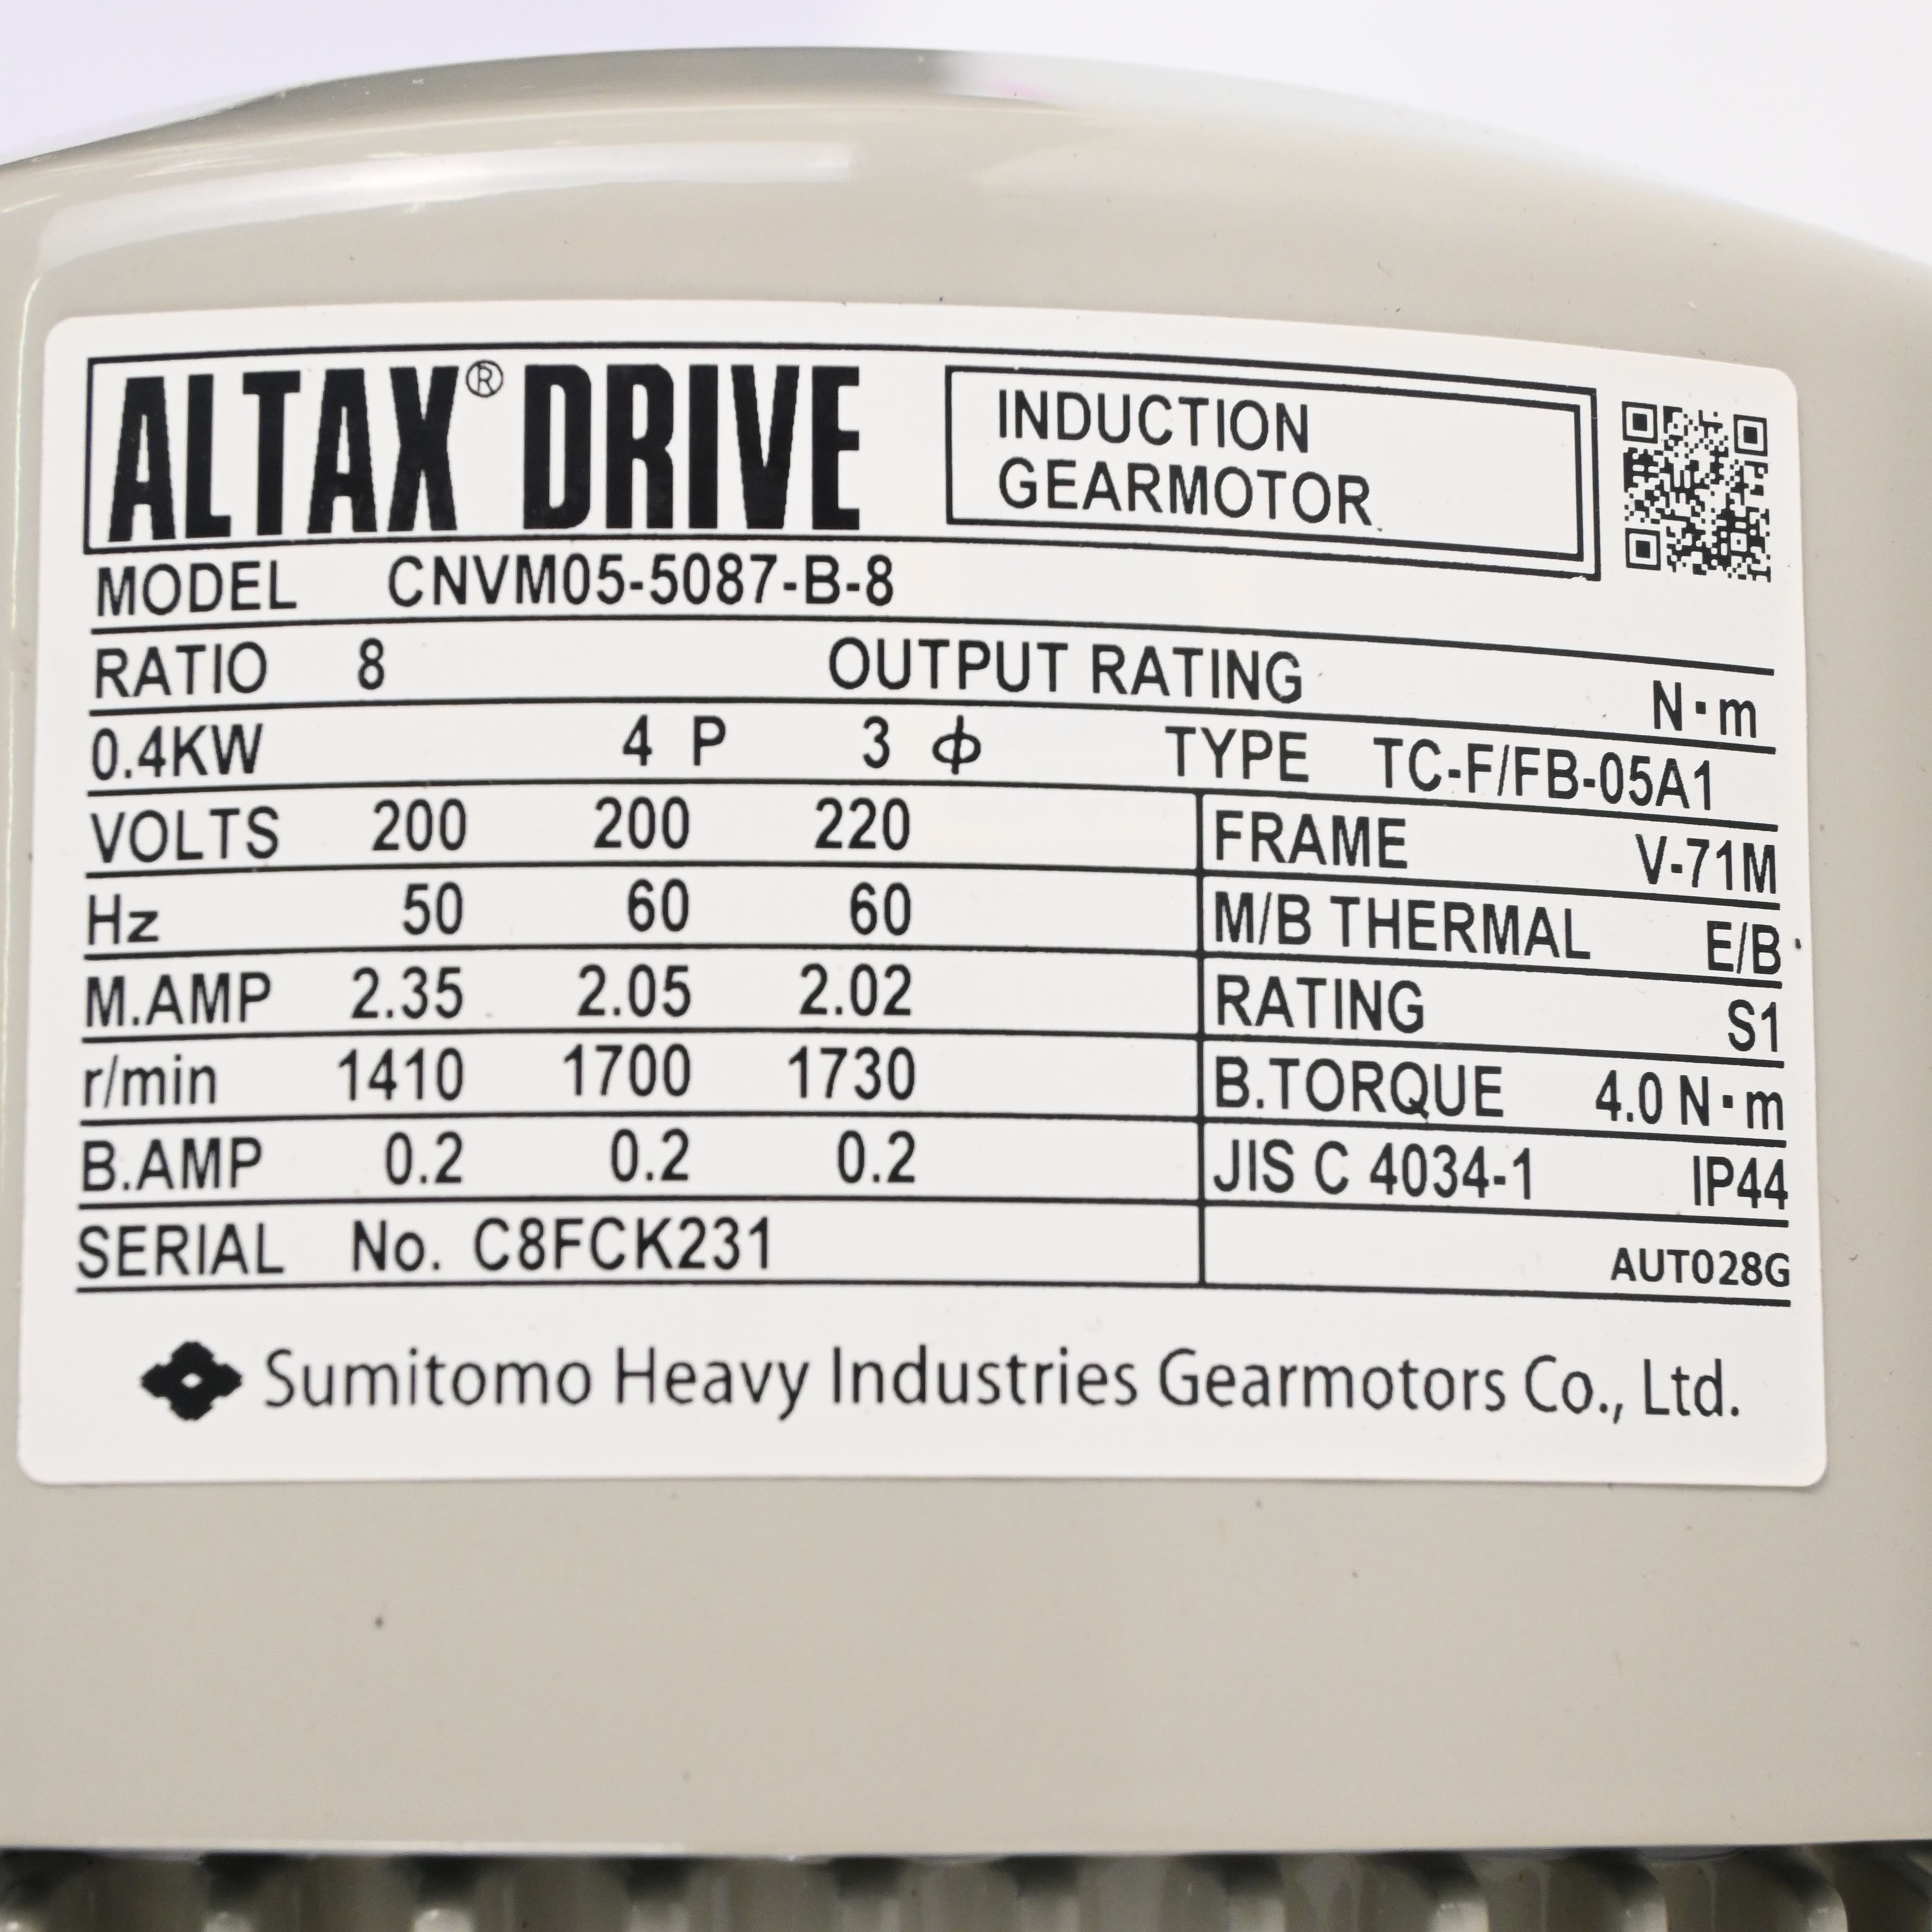 ALTAX® DRIVE
INDUCTION
GEARMOTOR
MODEL CNVM05-5087-B-8
RATIO 8 OUTPUT RATING N·m
0.4KW 4 P 3 ϕ TYPE TC-F/FB-05A1
VOLTS 200 200 220 FRAME V-71M
Hz 50 60 60 M/B THERMAL E/B
M.AMP 2.35 2.05 2.02 RATING S1
r/min 1410 1700 1730 B.TORQUE 4.0 N·m
B.AMP 0.2 0.2 0.2 JIS C 4034-1 IP44
SERIAL No. C8FCK231 AUT028G
Sumitomo Heavy Industries Gearmotors Co., Ltd.